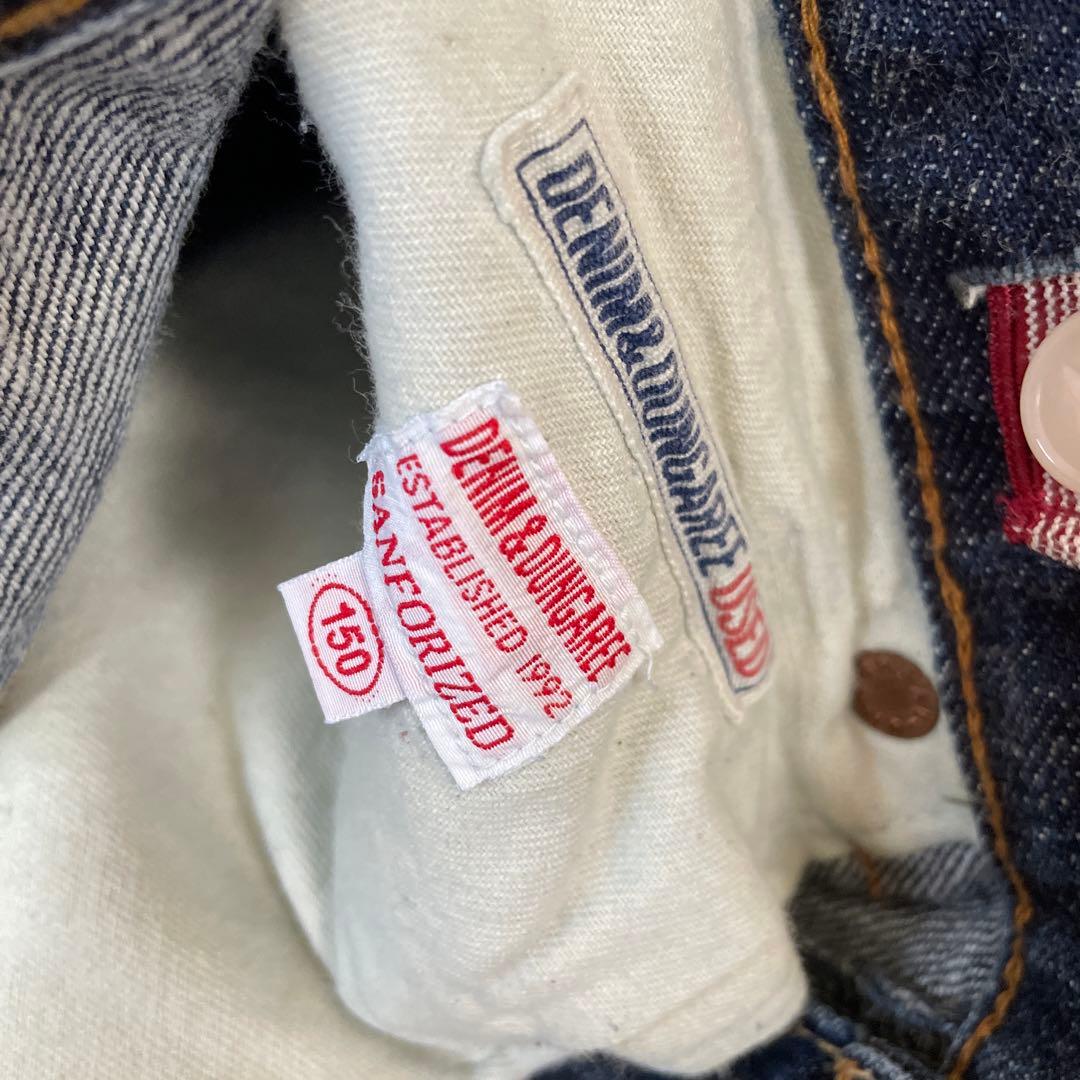 DENIM & DUNGAREE USED
DENIM & DUNGAREE
ESTABLISHED 1992
SANFORIZED
150